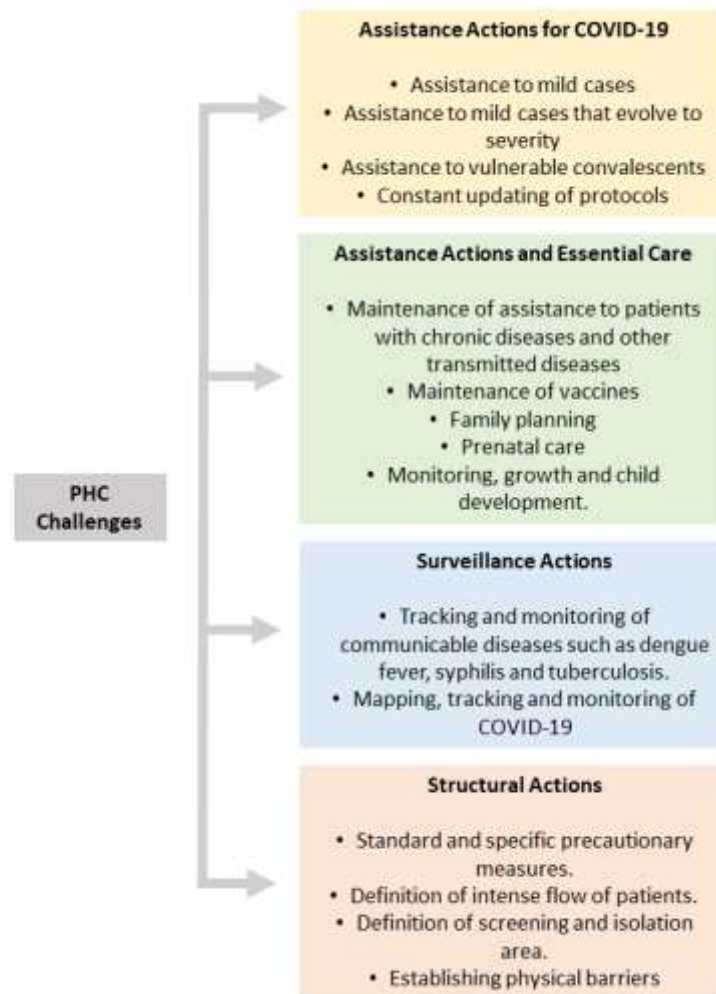 Assistance Actions for COVID-19
• Assistance to mild cases
• Assistance to mild cases that evolve to
severity
• Assistance to vulnerable convalescents
• Constant updating of protocols
Assistance Actions and Essential Care
• Maintenance of assistance to patients
with chronic diseases and other
transmitted diseases
• Maintenance of vaccines
• Family planning
• Prenatal care
• Monitoring, growth and child
development.
PHC
Challenges
Surveillance Actions
• Tracking and monitoring of
communicable diseases such as dengue
fever, syphilis and tuberculosis.
• Mapping, tracking and monitoring of
COVID-19
Structural Actions
• Standard and specific precautionary
measures.
• Definition of intense flow of patients.
• Definition of screening and isolation
area.
• Establishing physical barriers